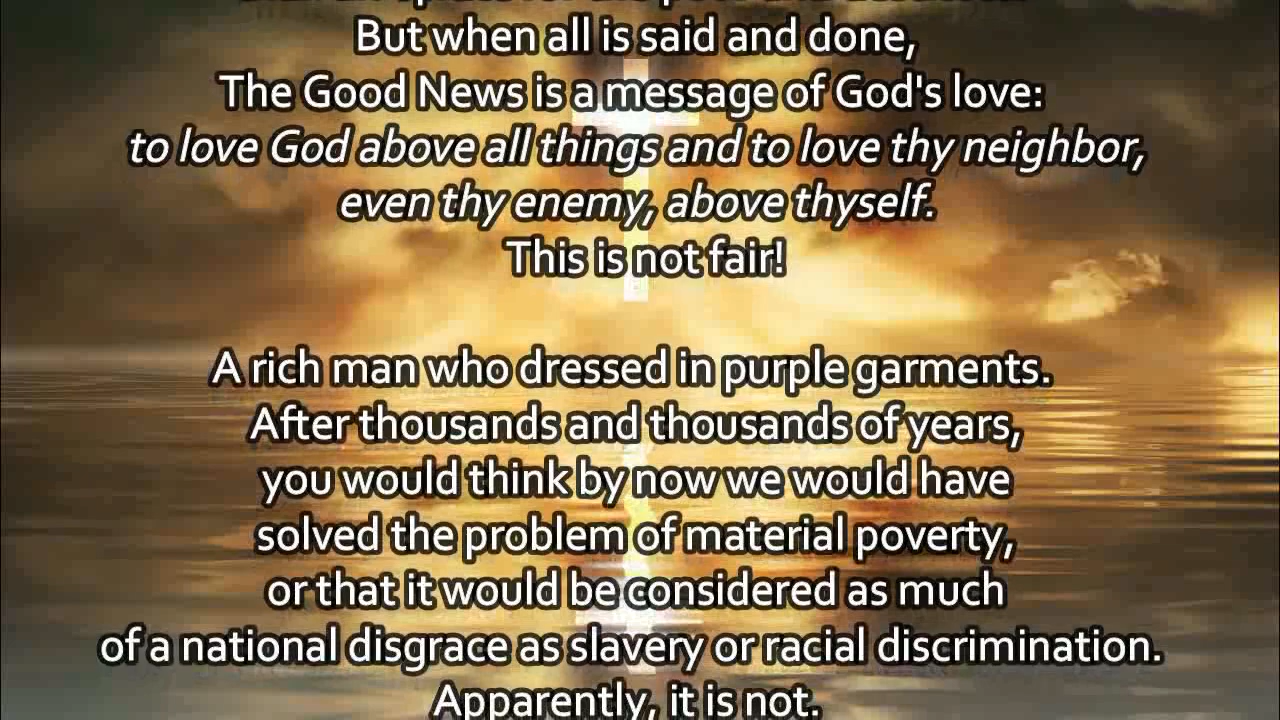 But when all is said and done,
The Good News is a message of God's love:
to love God above all things and to love thy neighbor,
even thy enemy, above thyself.
This is not fair!
A rich man who dressed in purple garments.
After thousands and thousands of years,
you would think by now we would have
solved the problem of material poverty,
or that it would be considered as much
of a national disgrace as slavery or racial discrimination.
Apparently, it is not.